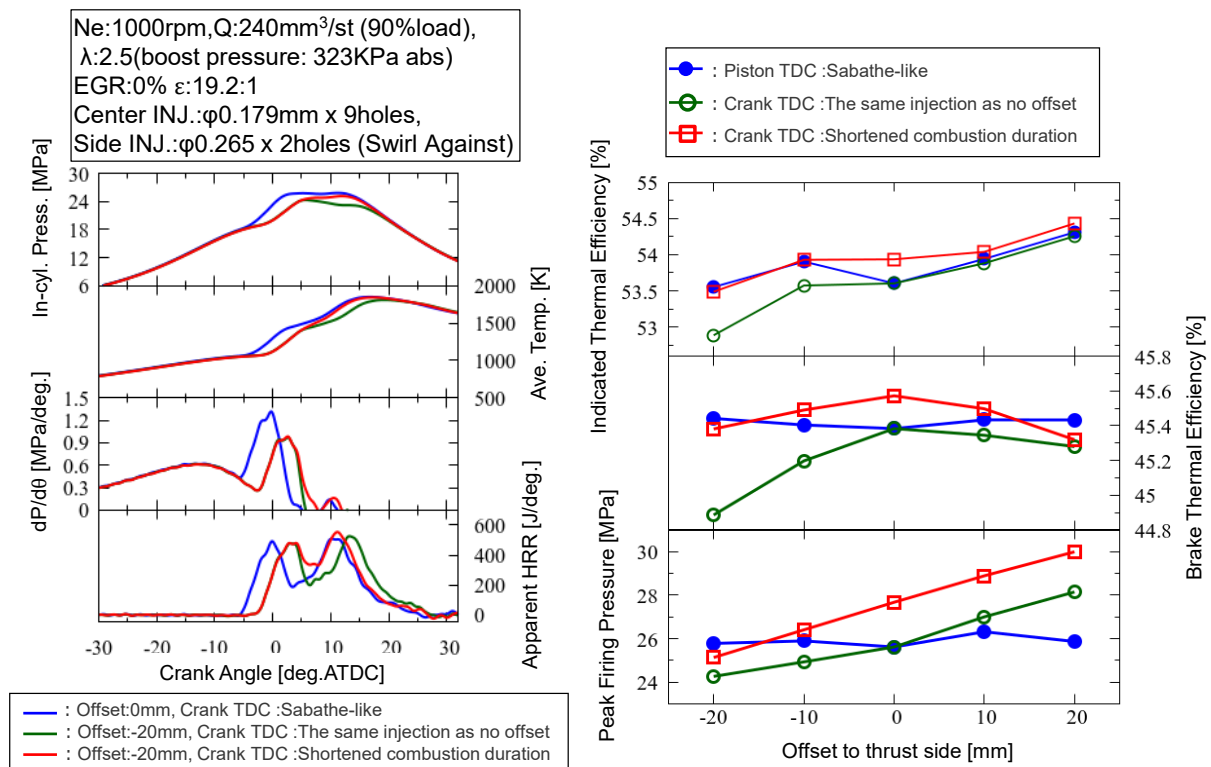 Ne:1000rpm,Q:240mm³/st (90%load),
λ:2.5(boost pressure: 323KPa abs)
EGR:0% ε:19.2:1
Center INJ.:φ0.179mm x 9holes,
Side INJ.:φ0.265 x 2holes (Swirl Against)
In-cyl. Press. [MPa]
30
24
18
12
6
Ave. Temp. [K]
2000
1500
1000
500
dP/dθ [MPa/deg.]
1.5
1.2
0.9
0.6
0.3
0
Apparent HRR [J/deg.]
600
400
200
0
-30 -20 -10 0 10 20 30
Crank Angle [deg.ATDC]
: Offset:0mm, Crank TDC :Sabathe-like
: Offset:-20mm, Crank TDC :The same injection as no offset
: Offset:-20mm, Crank TDC :Shortened combustion duration
: Piston TDC :Sabathe-like
: Crank TDC :The same injection as no offset
: Crank TDC :Shortened combustion duration
Indicated Thermal Efficiency [%]
55
54.5
54
53.5
53
Brake Thermal Efficiency [%]
45.8
45.6
45.4
45.2
45
44.8
Peak Firing Pressure [MPa]
30
28
26
24
-20 -10 0 10 20
Offset to thrust side [mm]